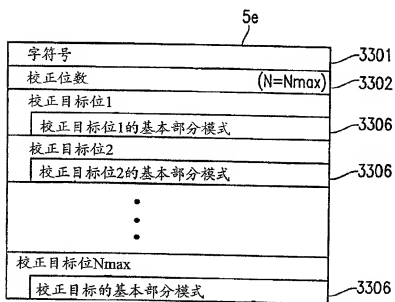 5e
字符号 3301
校正位数 (N=Nmax) 3302
校正目标位1
校正目标位1的基本部分模式 3306
校正目标位2
校正目标位2的基本部分模式 3306
校正目标位Nmax
校正目标的基本部分模式 3306